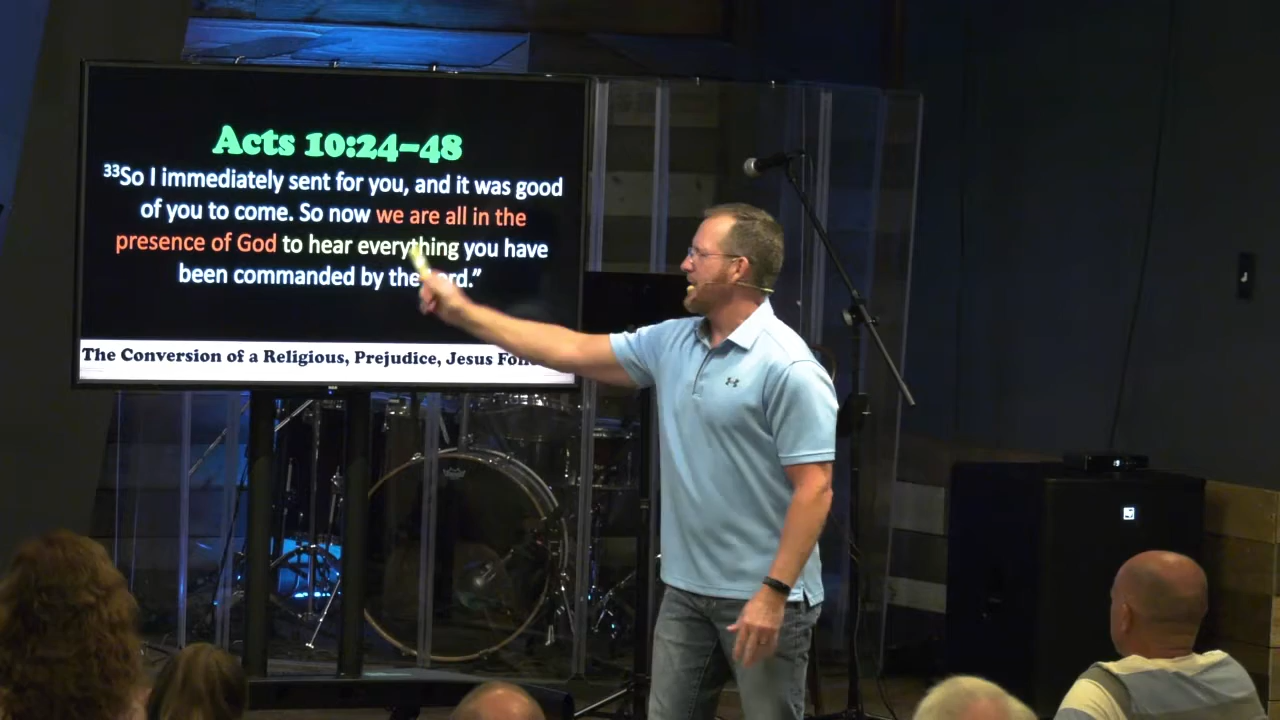 Acts 10:24–48
³³So I immediately sent for you, and it was good
of you to come. So now we are all in the
presence of God to hear everything you have
been commanded by the Lord.”
The Conversion of a Religious, Prejudice, Jesus